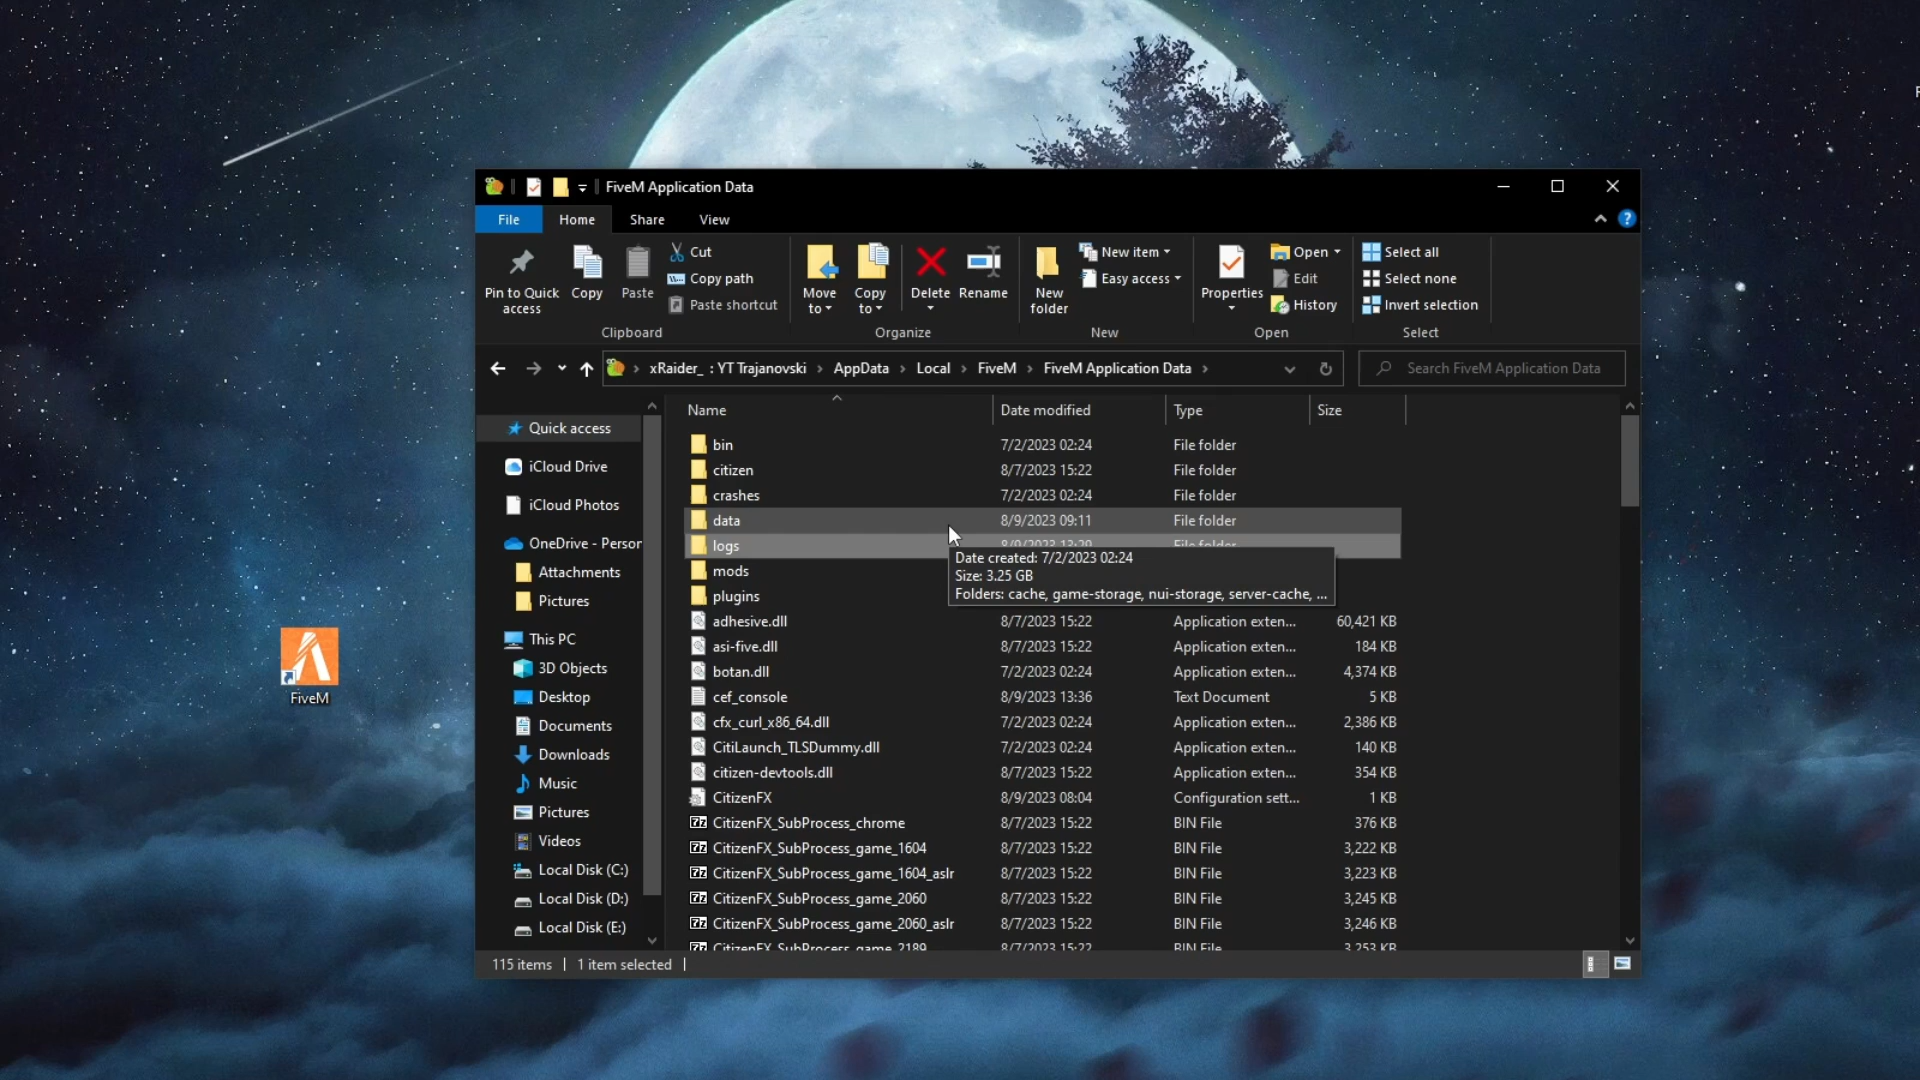 FiveM Application Data
File Home Share View
Pin to Quick access
Copy
Paste
Cut
Copy path
Paste shortcut
Clipboard
Move to
Copy to
Delete
Rename
Organize
New folder
New item
Easy access
New
Properties
Open
Edit
History
Open
Select all
Select none
Invert selection
Select
xRaider_ : YT Trajanovski › AppData › Local › FiveM › FiveM Application Data ›
Search FiveM Application Data
Quick access
iCloud Drive
iCloud Photos
OneDrive - Person
Attachments
Pictures
This PC
3D Objects
Desktop
Documents
Downloads
Music
Pictures
Videos
Local Disk (C:)
Local Disk (D:)
Local Disk (E:)
Name Date modified Type Size
bin 7/2/2023 02:24 File folder
citizen 8/7/2023 15:22 File folder
crashes 7/2/2023 02:24 File folder
data 8/9/2023 09:11 File folder
logs
Date created: 7/2/2023 02:24
Size: 3.25 GB
Folders: cache, game-storage, nui-storage, server-cache, ...
mods
plugins
adhesive.dll 8/7/2023 15:22 Application exten... 60,421 KB
asi-five.dll 8/7/2023 15:22 Application exten... 184 KB
botan.dll 7/2/2023 02:24 Application exten... 4,374 KB
cef_console 8/9/2023 13:36 Text Document 5 KB
cfx_curl_x86_64.dll 7/2/2023 02:24 Application exten... 2,386 KB
CitiLaunch_TLSDummy.dll 7/2/2023 02:24 Application exten... 140 KB
citizen-devtools.dll 8/7/2023 15:22 Application exten... 354 KB
CitizenFX 8/9/2023 08:04 Configuration sett... 1 KB
CitizenFX_SubProcess_chrome 8/7/2023 15:22 BIN File 376 KB
CitizenFX_SubProcess_game_1604 8/7/2023 15:22 BIN File 3,222 KB
CitizenFX_SubProcess_game_1604_aslr 8/7/2023 15:22 BIN File 3,223 KB
CitizenFX_SubProcess_game_2060 8/7/2023 15:22 BIN File 3,245 KB
CitizenFX_SubProcess_game_2060_aslr 8/7/2023 15:22 BIN File 3,246 KB
CitizenFX_SubProcess_game_2189 8/7/2023 15:22 BIN File 3,253 KB
115 items 1 item selected
FiveM